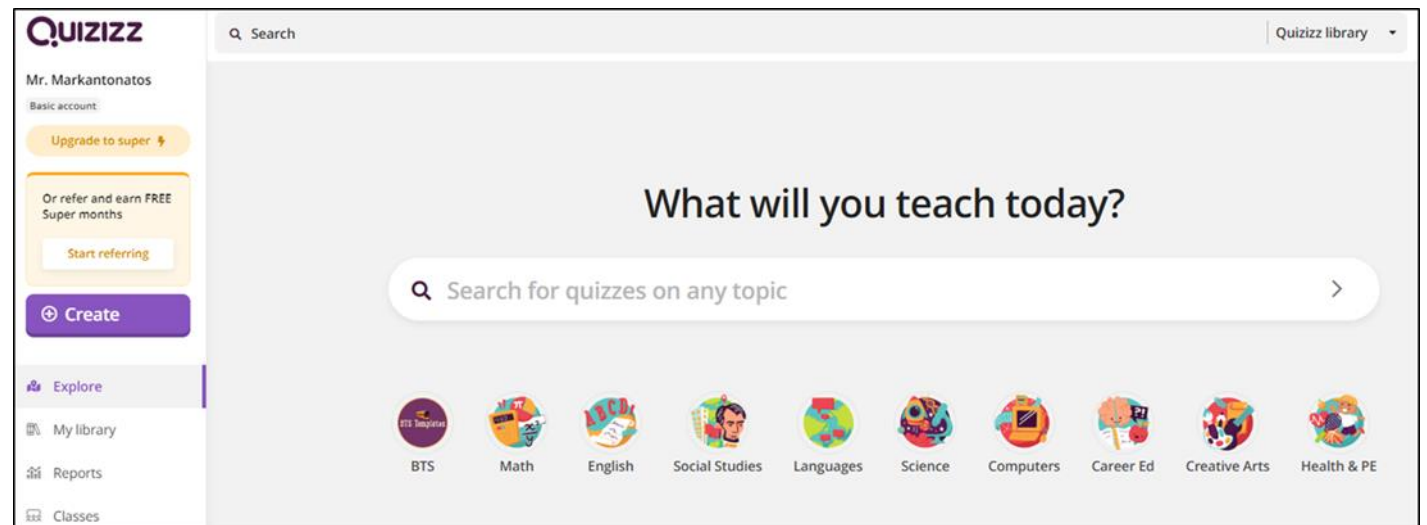 QUIZIZZ
Mr. Markantonatos
Basic account
Upgrade to super
Or refer and earn FREE
Super months
Start referring
Create
Explore
My library
Reports
Classes
Search
Quizizz library
What will you teach today?
Search for quizzes on any topic
BTS Templates
BTS
Math
English
Social Studies
Languages
Science
Computers
Career Ed
Creative Arts
Health & PE